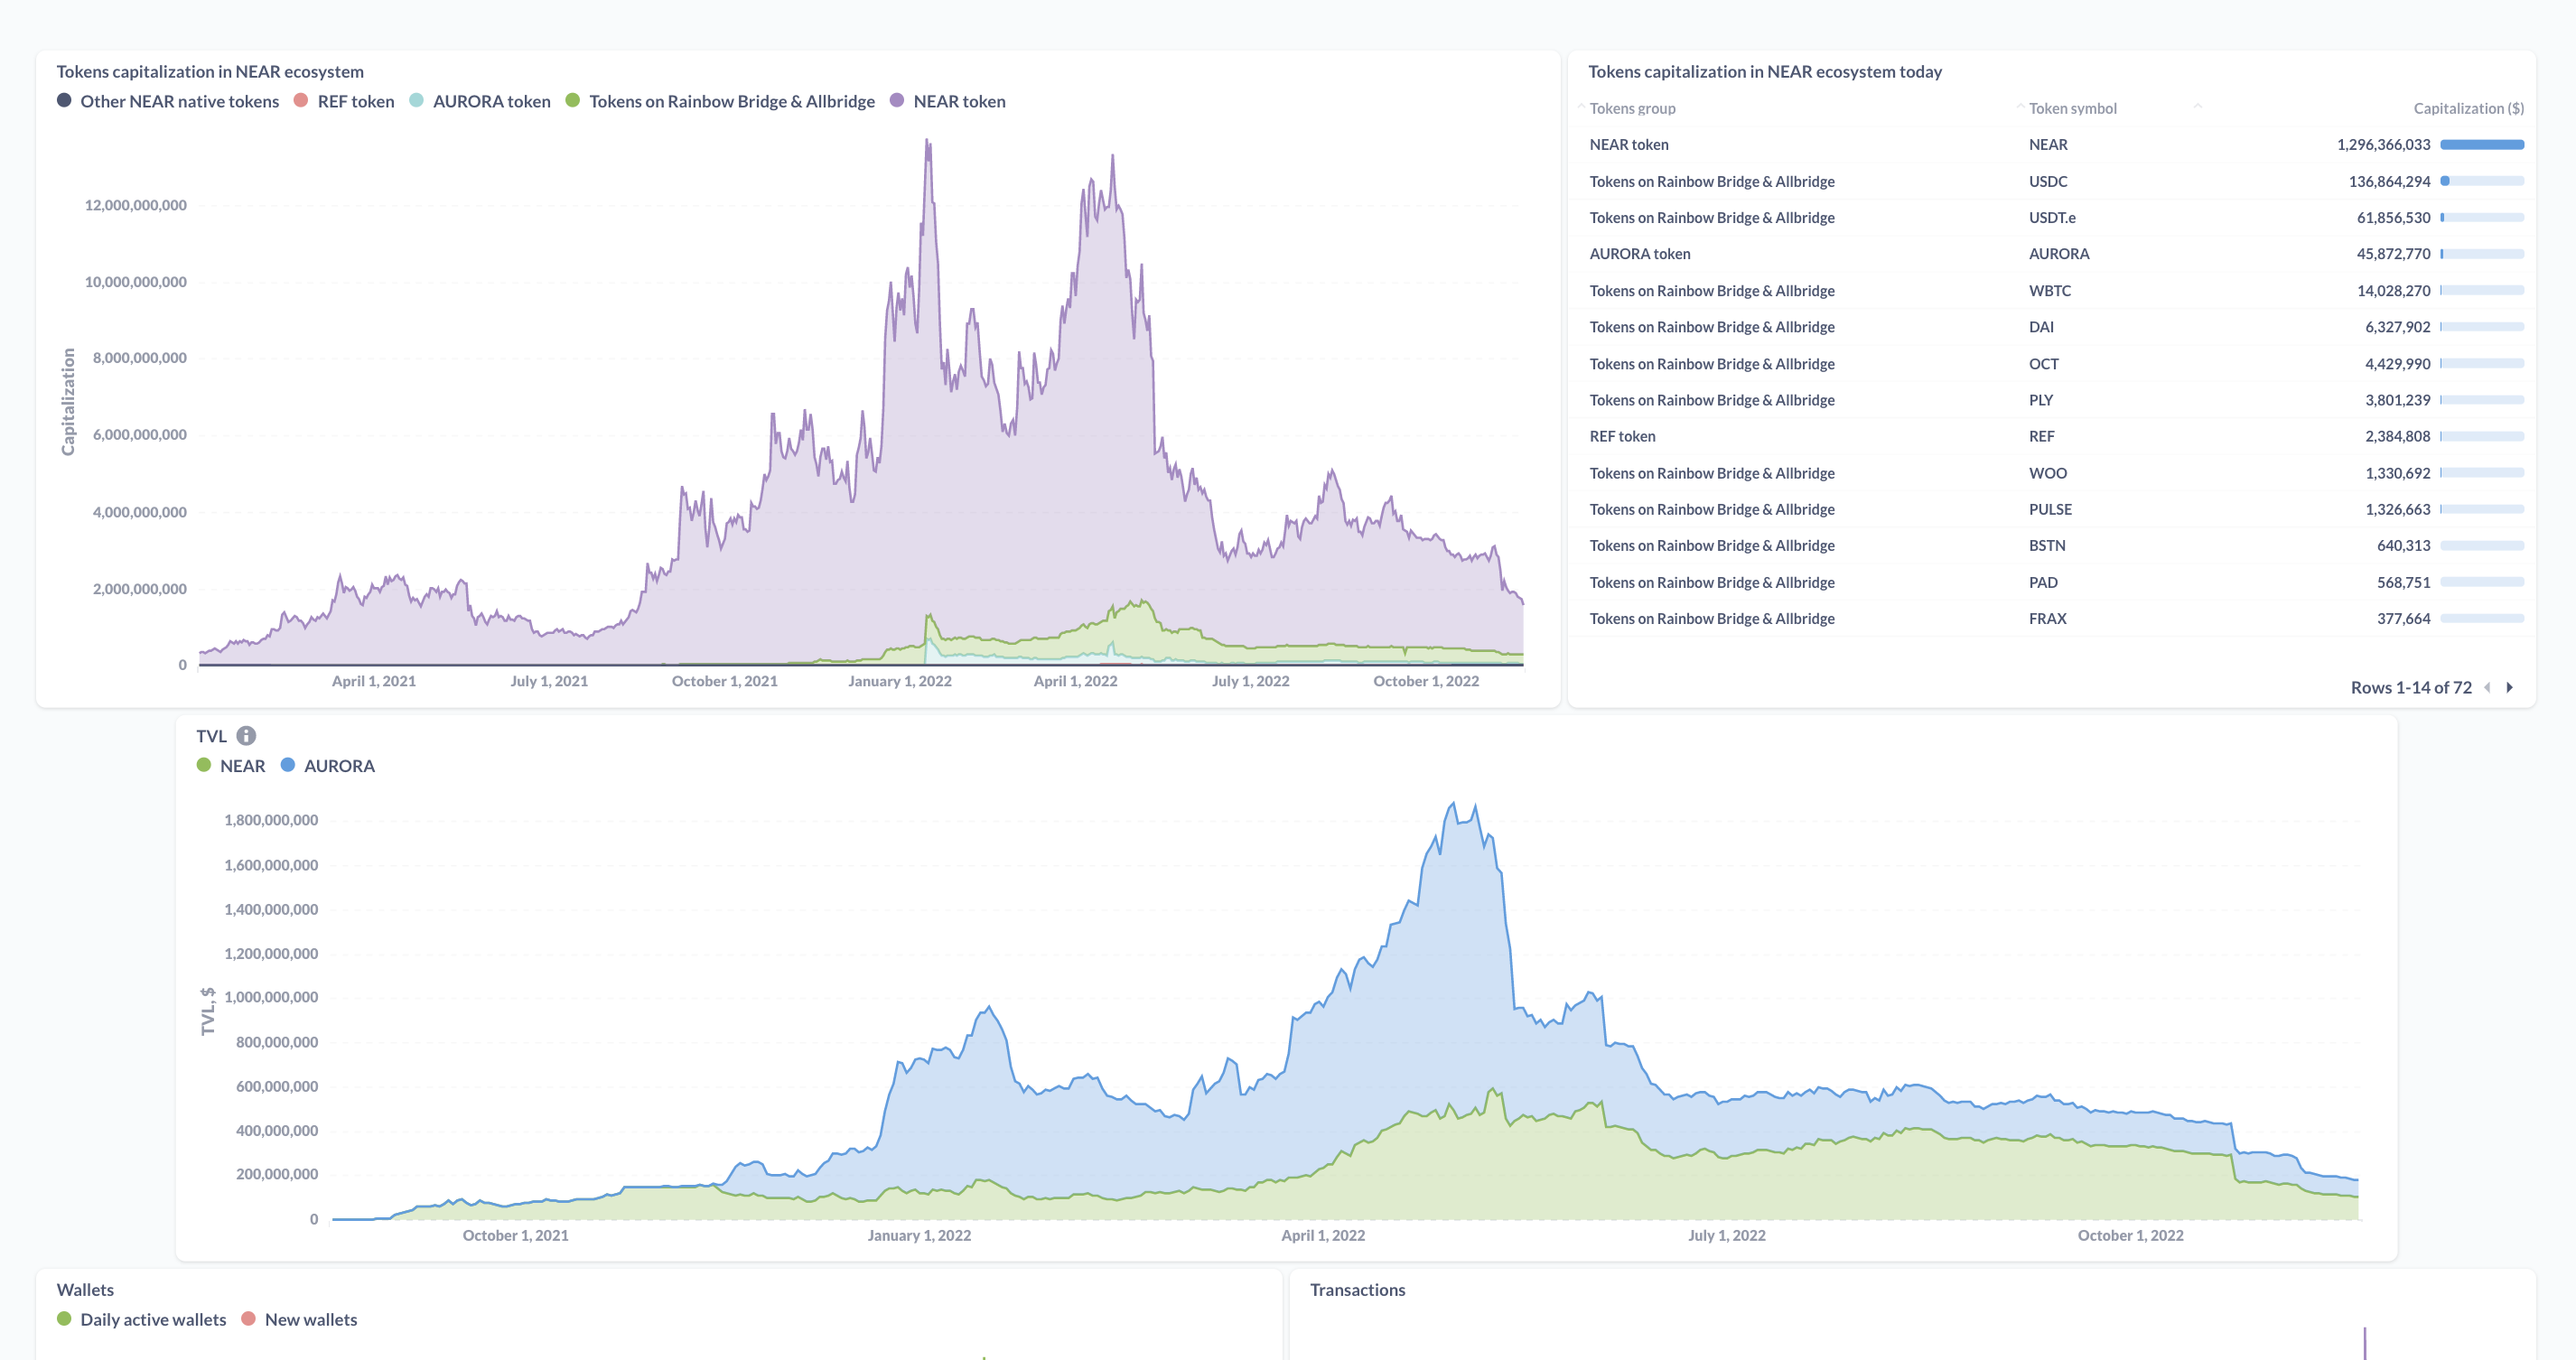 Tokens capitalization in NEAR ecosystem
Other NEAR native tokens REF token AURORA token Tokens on Rainbow Bridge & Allbridge NEAR token
Capitalization
12,000,000,000
10,000,000,000
8,000,000,000
6,000,000,000
4,000,000,000
2,000,000,000
0
April 1, 2021 July 1, 2021 October 1, 2021 January 1, 2022 April 1, 2022 July 1, 2022 October 1, 2022
Tokens capitalization in NEAR ecosystem today
Tokens group Token symbol Capitalization ($)
NEAR token NEAR 1,296,366,033
Tokens on Rainbow Bridge & Allbridge USDC 136,864,294
Tokens on Rainbow Bridge & Allbridge USDT.e 61,856,530
AURORA token AURORA 45,872,770
Tokens on Rainbow Bridge & Allbridge WBTC 14,028,270
Tokens on Rainbow Bridge & Allbridge DAI 6,327,902
Tokens on Rainbow Bridge & Allbridge OCT 4,429,990
Tokens on Rainbow Bridge & Allbridge PLY 3,801,239
REF token REF 2,384,808
Tokens on Rainbow Bridge & Allbridge WOO 1,330,692
Tokens on Rainbow Bridge & Allbridge PULSE 1,326,663
Tokens on Rainbow Bridge & Allbridge BSTN 640,313
Tokens on Rainbow Bridge & Allbridge PAD 568,751
Tokens on Rainbow Bridge & Allbridge FRAX 377,664
Rows 1-14 of 72
TVL
NEAR AURORA
TVL, $
1,800,000,000
1,600,000,000
1,400,000,000
1,200,000,000
1,000,000,000
800,000,000
600,000,000
400,000,000
200,000,000
0
October 1, 2021 January 1, 2022 April 1, 2022 July 1, 2022 October 1, 2022
Wallets
Daily active wallets New wallets
Transactions